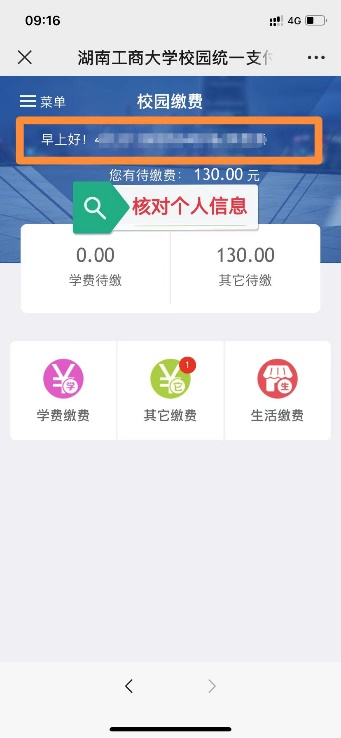 09:16
4G
湖南工商大学校园统一支
菜单
校园缴费
早上好！
您有待缴费： 130.00 元
核对个人信息
0.00
130.00
学费待缴
其它待缴
学
它
1
生
学费缴费
其它缴费
生活缴费